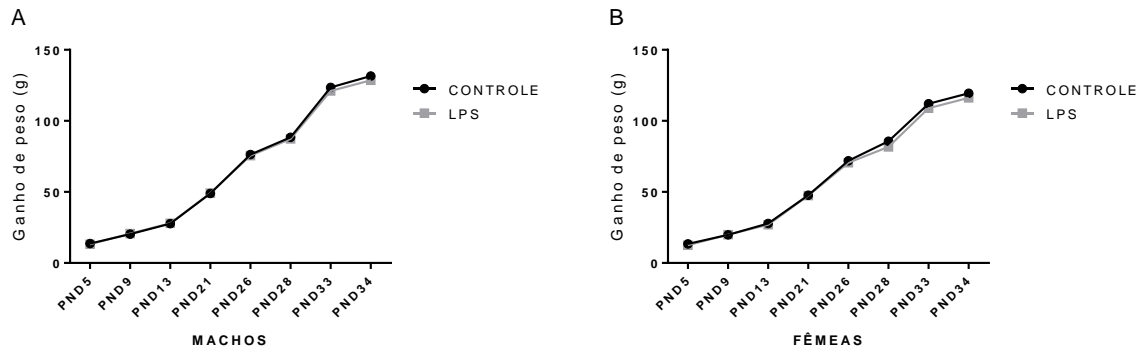 A
Ganho de peso (g)
150
100
50
0
PND5
PND9
PND13
PND21
PND26
PND28
PND33
PND34
MACHOS
CONTROLE
LPS
B
Ganho de peso (g)
150
100
50
0
PND5
PND9
PND13
PND21
PND26
PND28
PND33
PND34
FÊMEAS
CONTROLE
LPS